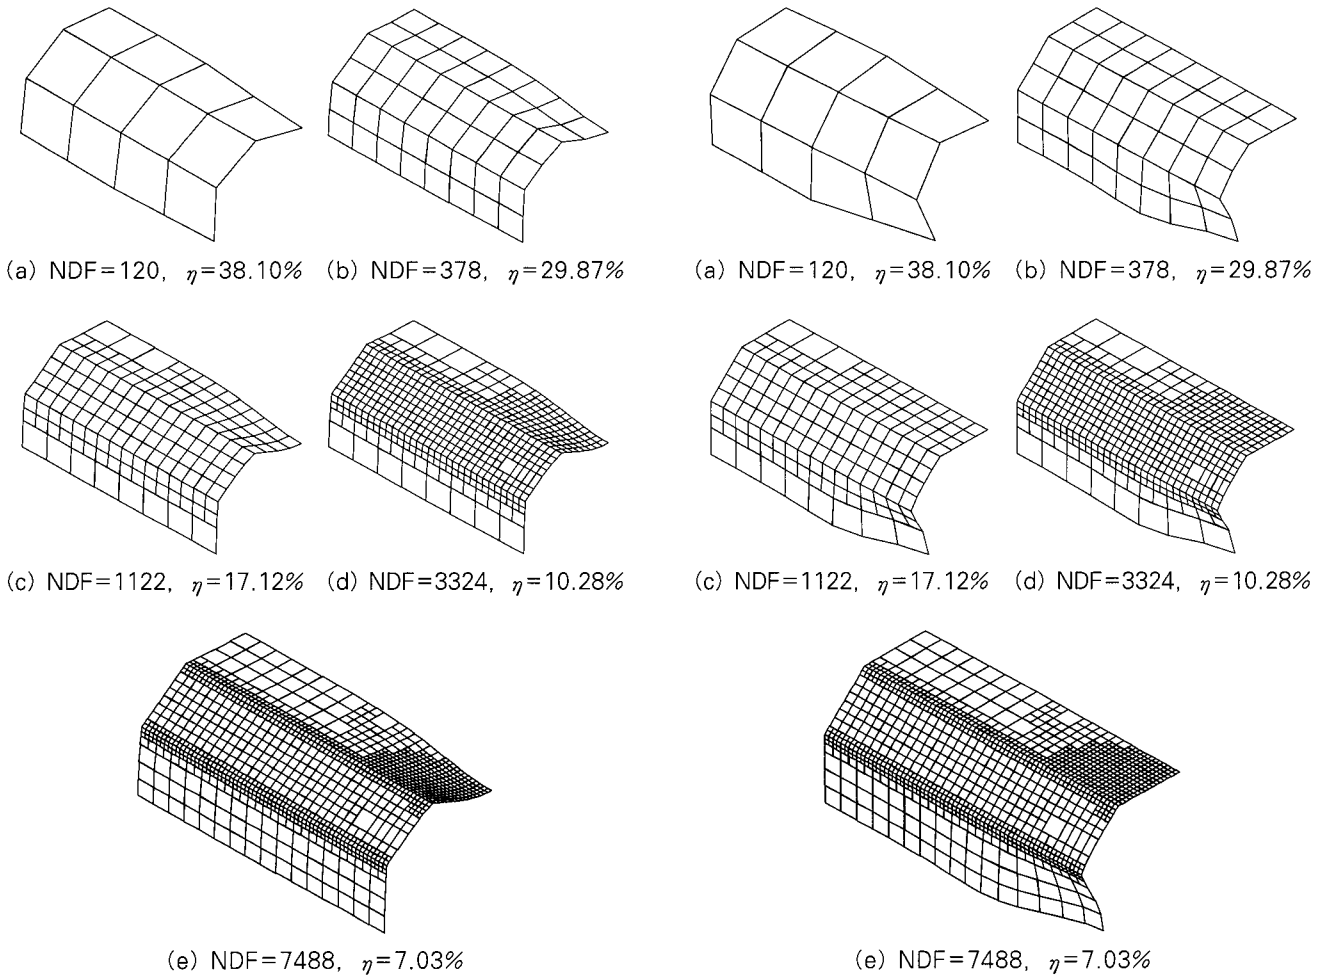 (a) NDF=120, η=38.10% (b) NDF=378, η=29.87%
(a) NDF=120, η=38.10% (b) NDF=378, η=29.87%
(c) NDF=1122, η=17.12% (d) NDF=3324, η=10.28%
(c) NDF=1122, η=17.12% (d) NDF=3324, η=10.28%
(e) NDF=7488, η=7.03%
(e) NDF=7488, η=7.03%